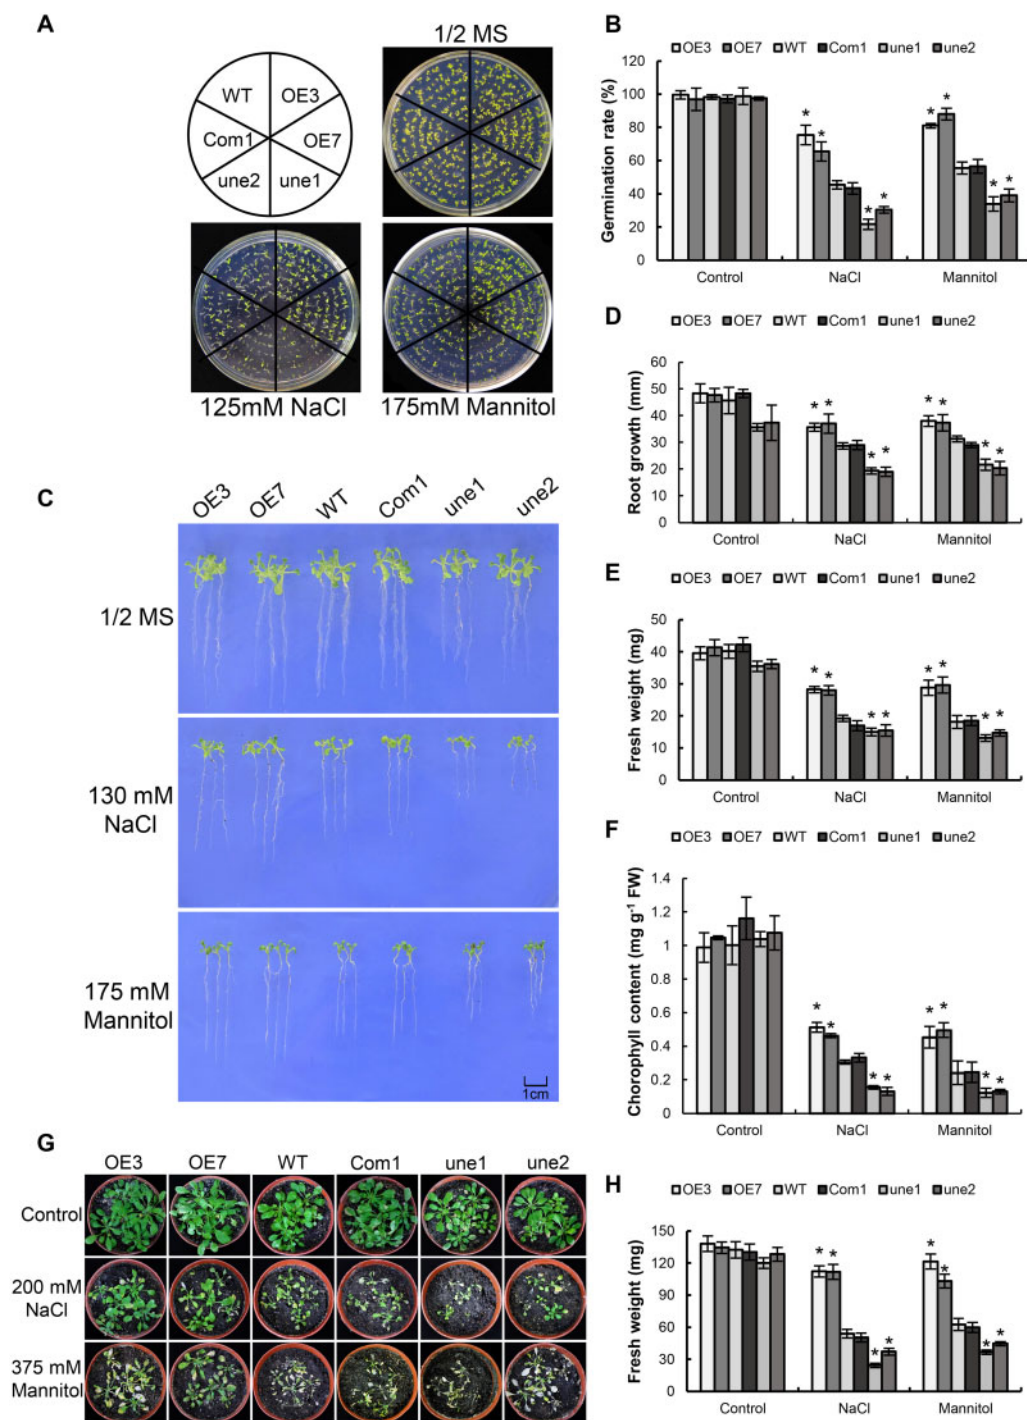 A
1/2 MS
WT
OE3
Com1
OE7
une2
une1
125mM NaCl
175mM Mannitol
B
OE3 OE7 WT Com1 une1 une2
Germination rate (%)
120
100
80
60
40
20
0
* * * * * * * *
Control NaCl Mannitol
C
OE3 OE7 WT Com1 une1 une2
1/2 MS
130 mM
NaCl
175 mM
Mannitol
1cm
D
OE3 OE7 WT Com1 une1 une2
Root growth (mm)
60
50
40
30
20
10
0
* * * * * * * *
Control NaCl Mannitol
E
OE3 OE7 WT Com1 une1 une2
Fresh weight (mg)
50
40
30
20
10
0
* * * * * * * *
Control NaCl Mannitol
F
OE3 OE7 WT Com1 une1 une2
Chorophyll content (mg g⁻¹ FW)
1.4
1.2
1
0.8
0.6
0.4
0.2
0
* * * * * * * *
Control NaCl Mannitol
G
OE3 OE7 WT Com1 une1 une2
Control
200 mM
NaCl
375 mM
Mannitol
H
OE3 OE7 WT Com1 une1 une2
Fresh weight (mg)
150
120
90
60
30
0
* * * * * * * *
Control NaCl Mannitol